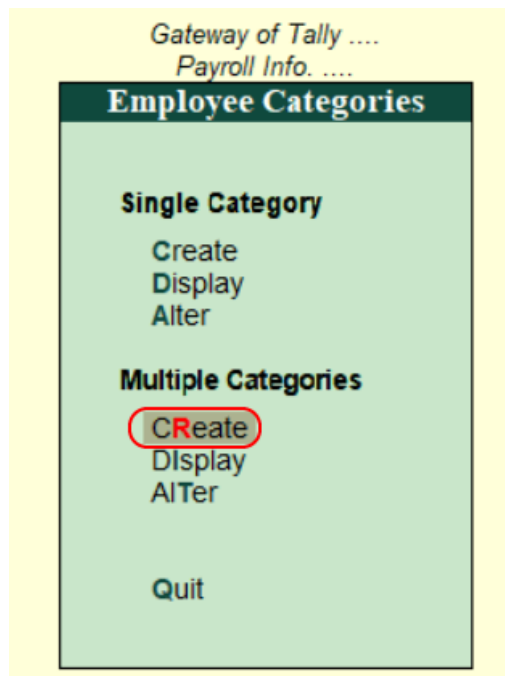 Gateway of Tally ....
Payroll Info. ....
Employee Categories
Single Category
Create
Display
Alter
Multiple Categories
CReate
DIsplay
AlTer
Quit